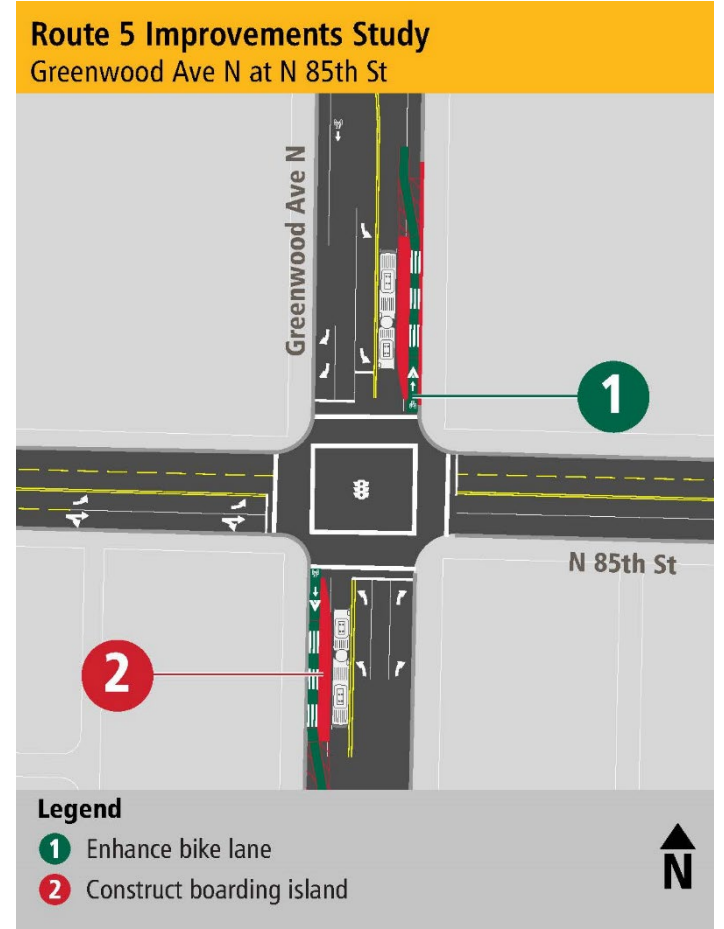 Route 5 Improvements Study
Greenwood Ave N at N 85th St
Greenwood Ave N
1
N 85th St
2
Legend
1 Enhance bike lane
2 Construct boarding island
N